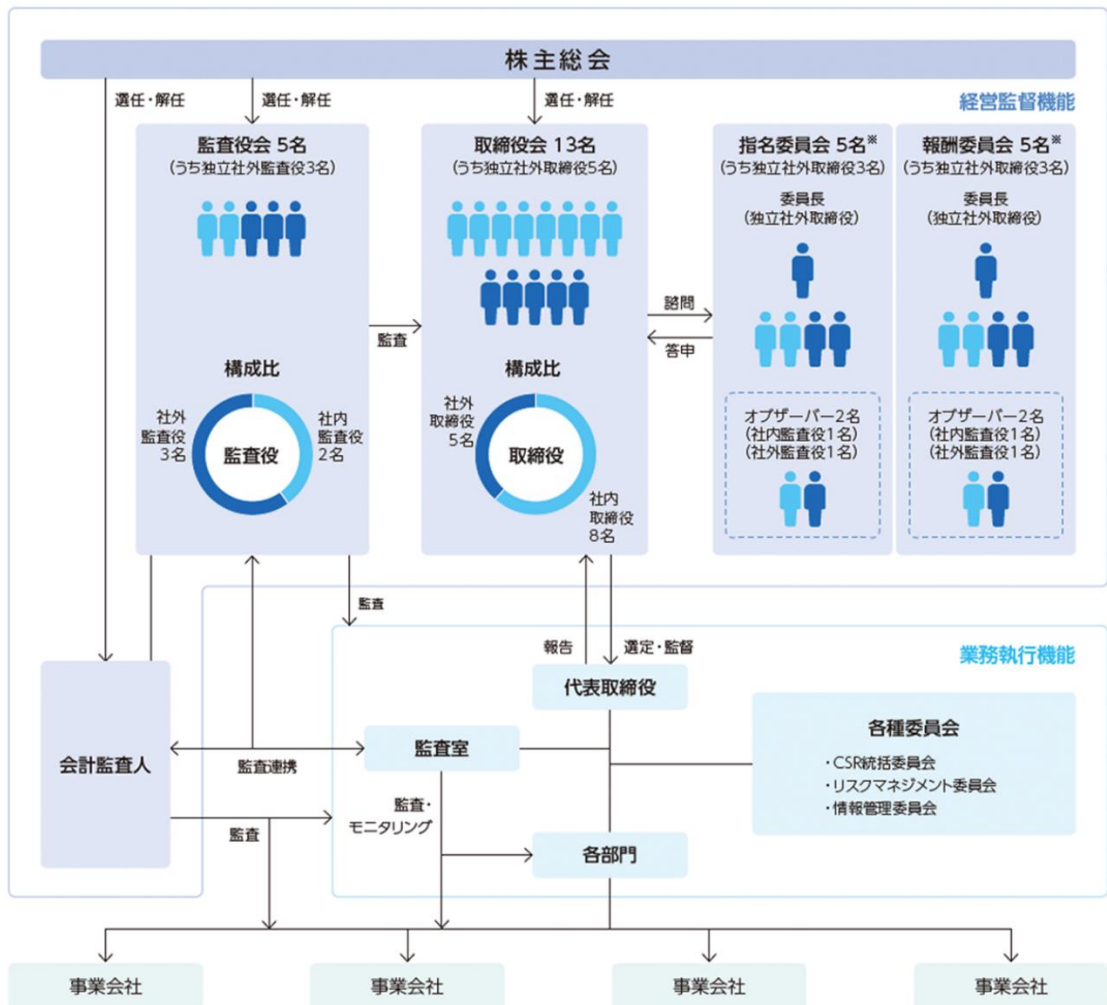 株主総会
選任・解任
選任・解任
選任・解任
経営監督機能
監査役会 5名
(うち独立社外監査役3名)
取締役会 13名
(うち独立社外取締役5名)
指名委員会 5名※
(うち独立社外取締役3名)
委員長
(独立社外取締役)
報酬委員会 5名※
(うち独立社外取締役3名)
委員長
(独立社外取締役)
監査
諮問
答申
構成比
社外
監査役
3名
監査役
社内
監査役
2名
構成比
社外
取締役
5名
取締役
社内
取締役
8名
オブザーバー2名
(社内監査役1名)
(社外監査役1名)
オブザーバー2名
(社内監査役1名)
(社外監査役1名)
監査
報告
選定・監督
業務執行機能
代表取締役
会計監査人
監査連携
監査室
各種委員会
・CSR統括委員会
・リスクマネジメント委員会
・情報管理委員会
監査
監査・
モニタリング
各部門
事業会社
事業会社
事業会社
事業会社